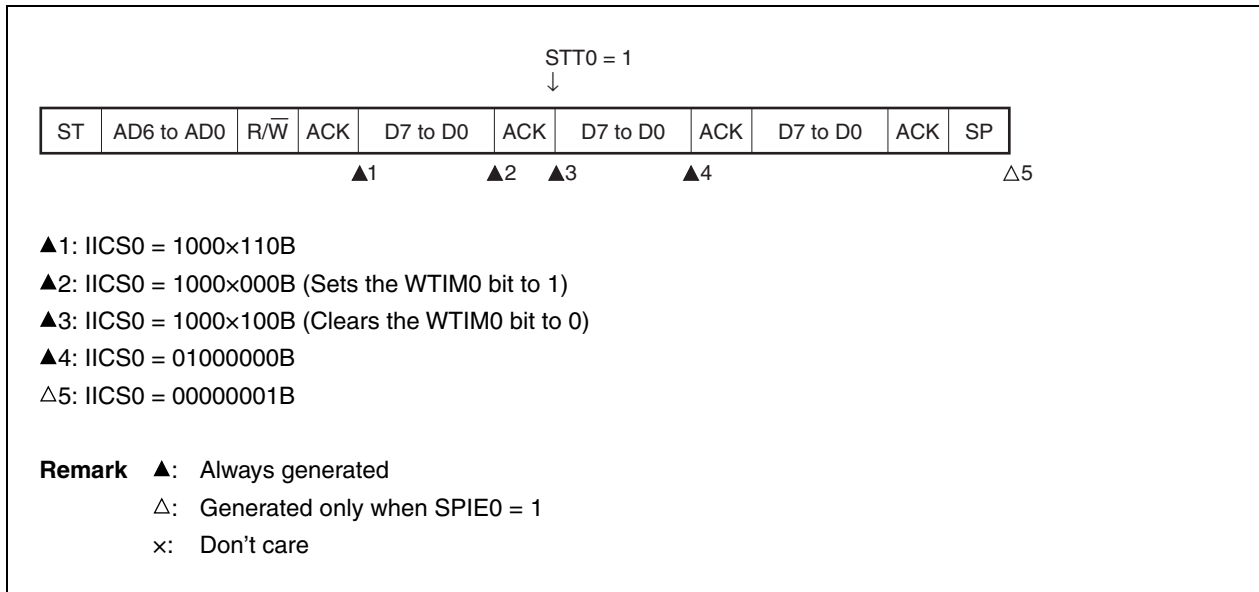 STT0 = 1
↓
ST AD6 to AD0 R/W̅ ACK D7 to D0 ACK D7 to D0 ACK D7 to D0 ACK SP
▲1 ▲2 ▲3 ▲4 △5
▲1: IICS0 = 1000×110B
▲2: IICS0 = 1000×000B (Sets the WTIM0 bit to 1)
▲3: IICS0 = 1000×100B (Clears the WTIM0 bit to 0)
▲4: IICS0 = 01000000B
△5: IICS0 = 00000001B
Remark ▲: Always generated
△: Generated only when SPIE0 = 1
×: Don't care